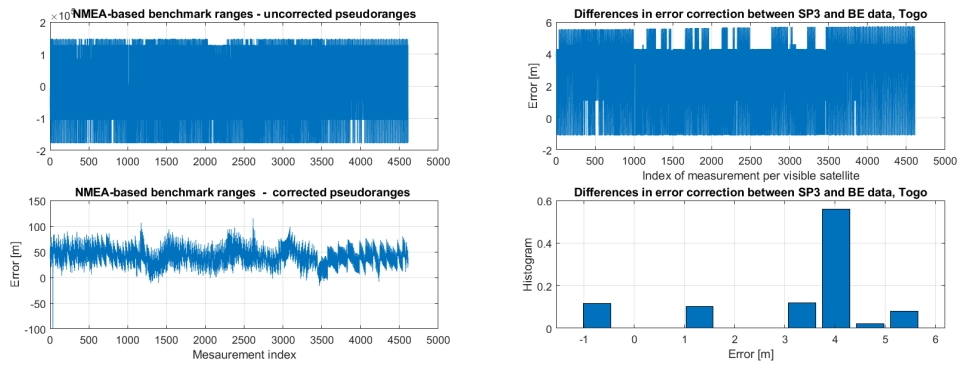 NMEA-based benchmark ranges - uncorrected pseudoranges
2
1
0
-1
-2
0 500 1000 1500 2000 2500 3000 3500 4000 4500 5000
Differences in error correction between SP3 and BE data, Togo
Error [m]
6
4
2
0
-2
0 500 1000 1500 2000 2500 3000 3500 4000 4500 5000
Index of measurement per visible satellite
NMEA-based benchmark ranges - corrected pseudoranges
Error [m]
150
100
50
0
-50
-100
0 500 1000 1500 2000 2500 3000 3500 4000 4500 5000
Mesaurement index
Differences in error correction between SP3 and BE data, Togo
Histogram
0.6
0.4
0.2
0
-1 0 1 2 3 4 5 6
Error [m]